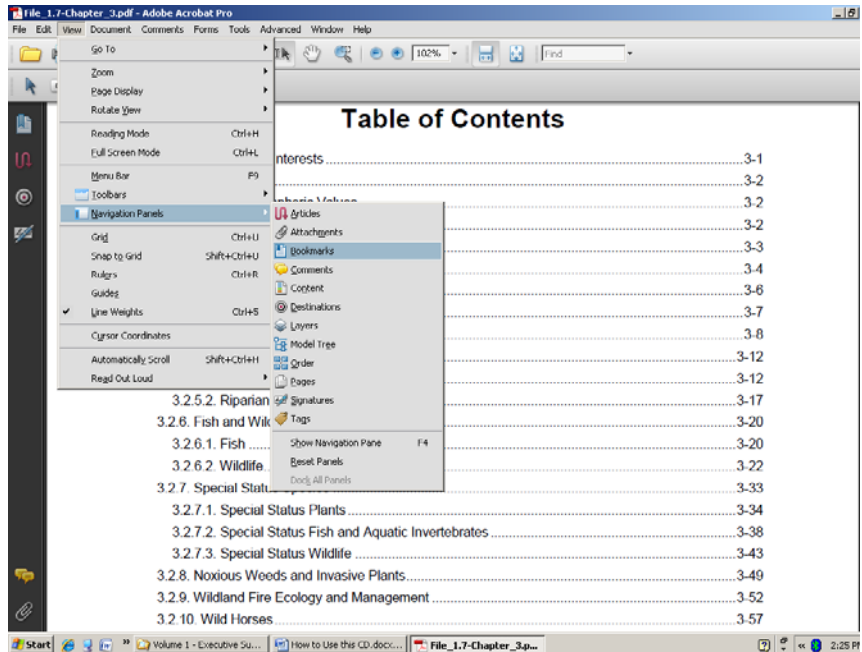 File_1.7-Chapter_3.pdf - Adobe Acrobat Pro
File Edit View Document Comments Forms Tools Advanced Window Help
102% Find
Go To
Zoom
Page Display
Rotate View
Reading Mode Ctrl+H
Full Screen Mode Ctrl+L
Menu Bar F9
Toolbars
Navigation Panels
Grid Ctrl+U
Snap to Grid Shift+Ctrl+U
Rulers Ctrl+R
Guides
Line Weights Ctrl+5
Cursor Coordinates
Automatically Scroll Shift+Ctrl+H
Read Out Loud
Articles
Attachments
Bookmarks
Comments
Content
Destinations
Layers
Model Tree
Order
Pages
Signatures
Tags
Show Navigation Pane F4
Reset Panels
Dock All Panels
Table of Contents
nterests 3-1
3-2
3-2
3-2
3-3
3-4
3-6
3-7
3-8
3-12
3-12
3.2.5.2. Riparian 3-17
3.2.6. Fish and Wild 3-20
3.2.6.1. Fish 3-20
3.2.6.2. Wildlife 3-22
3.2.7. Special Stat 3-33
3.2.7.1. Special Status Plants 3-34
3.2.7.2. Special Status Fish and Aquatic Invertebrates 3-38
3.2.7.3. Special Status Wildlife 3-43
3.2.8. Noxious Weeds and Invasive Plants 3-49
3.2.9. Wildland Fire Ecology and Management 3-52
3.2.10. Wild Horses 3-57
Start » Volume 1 - Executive Su... How to Use this CD.docx... File_1.7-Chapter_3.p... « 2:25 P